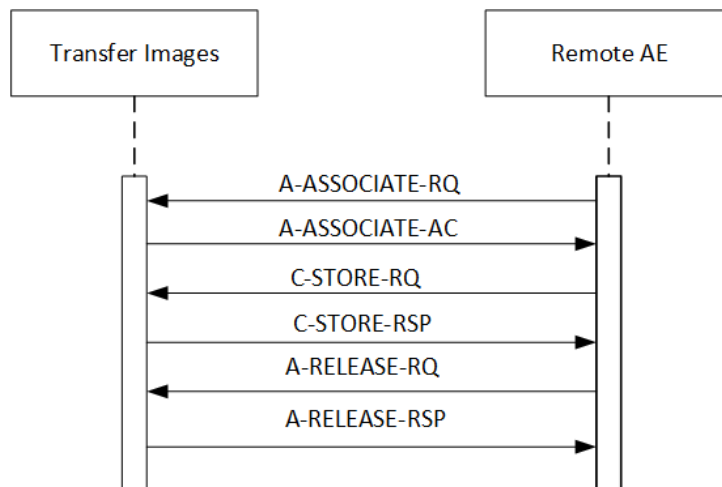 Transfer Images
Remote AE
A-ASSOCIATE-RQ
A-ASSOCIATE-AC
C-STORE-RQ
C-STORE-RSP
A-RELEASE-RQ
A-RELEASE-RSP